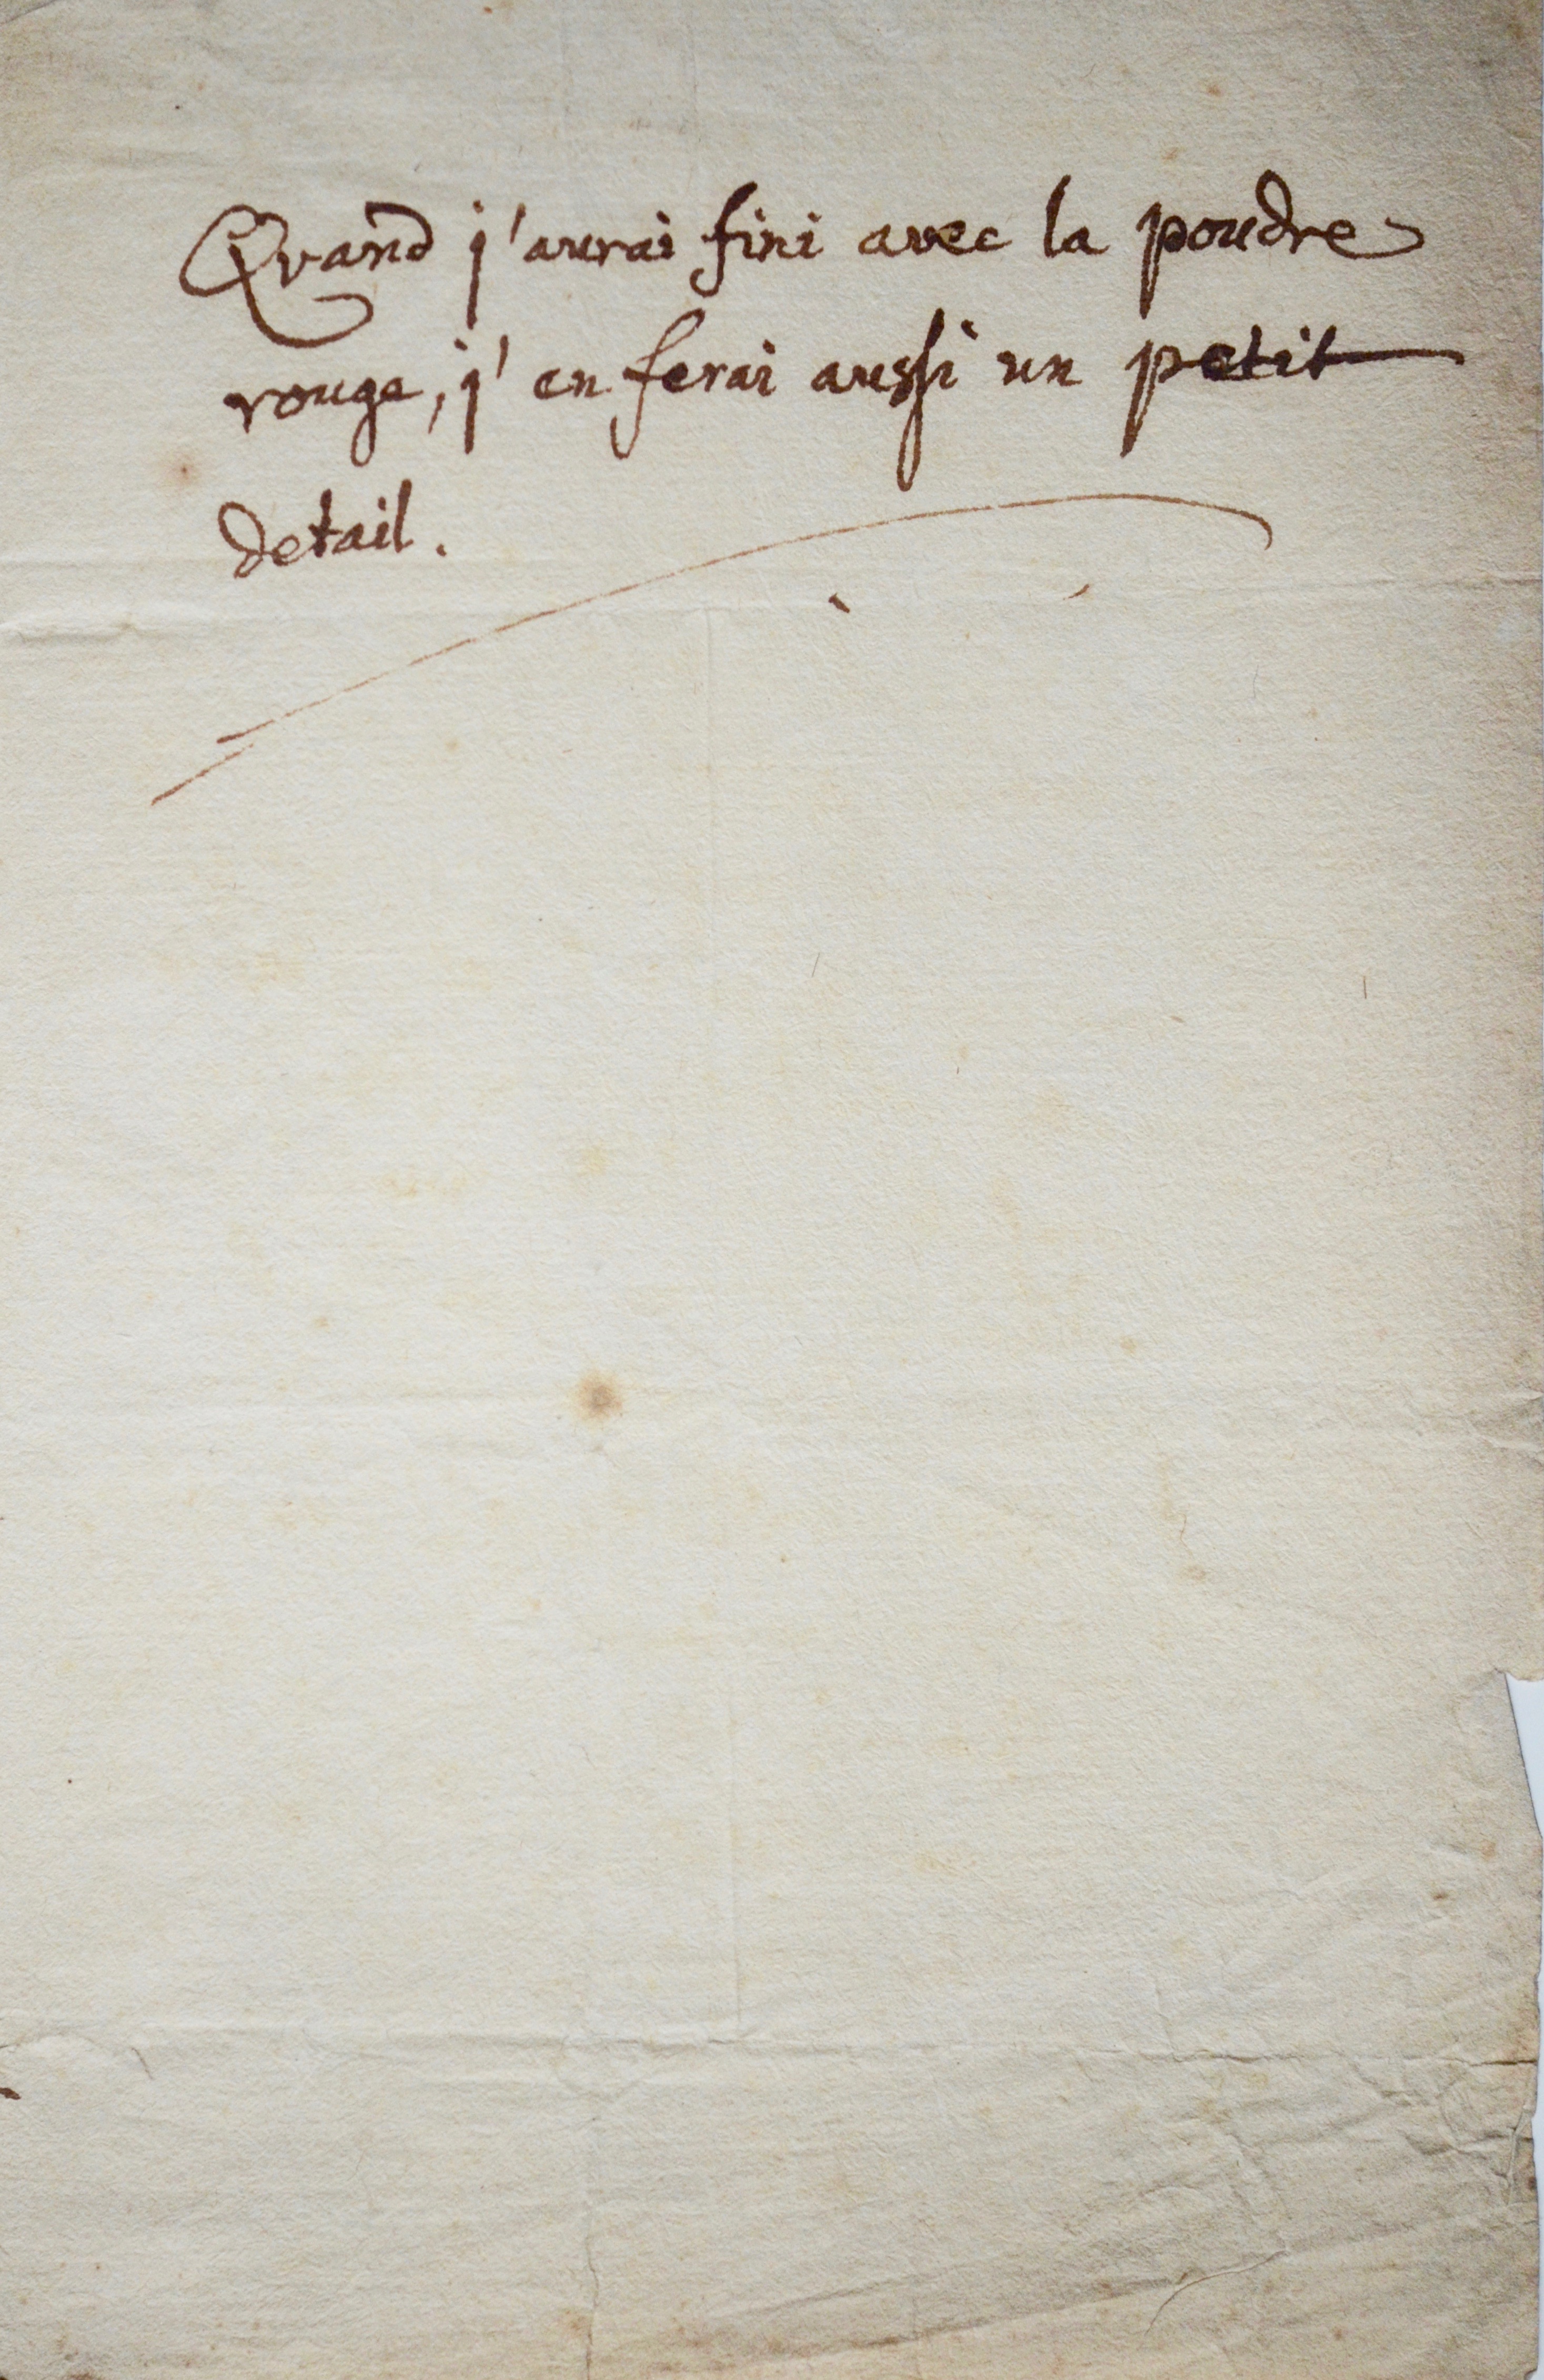 Quand j'aurai fini avec la poudre
rouge, j'en ferai aussi un petit
detail.